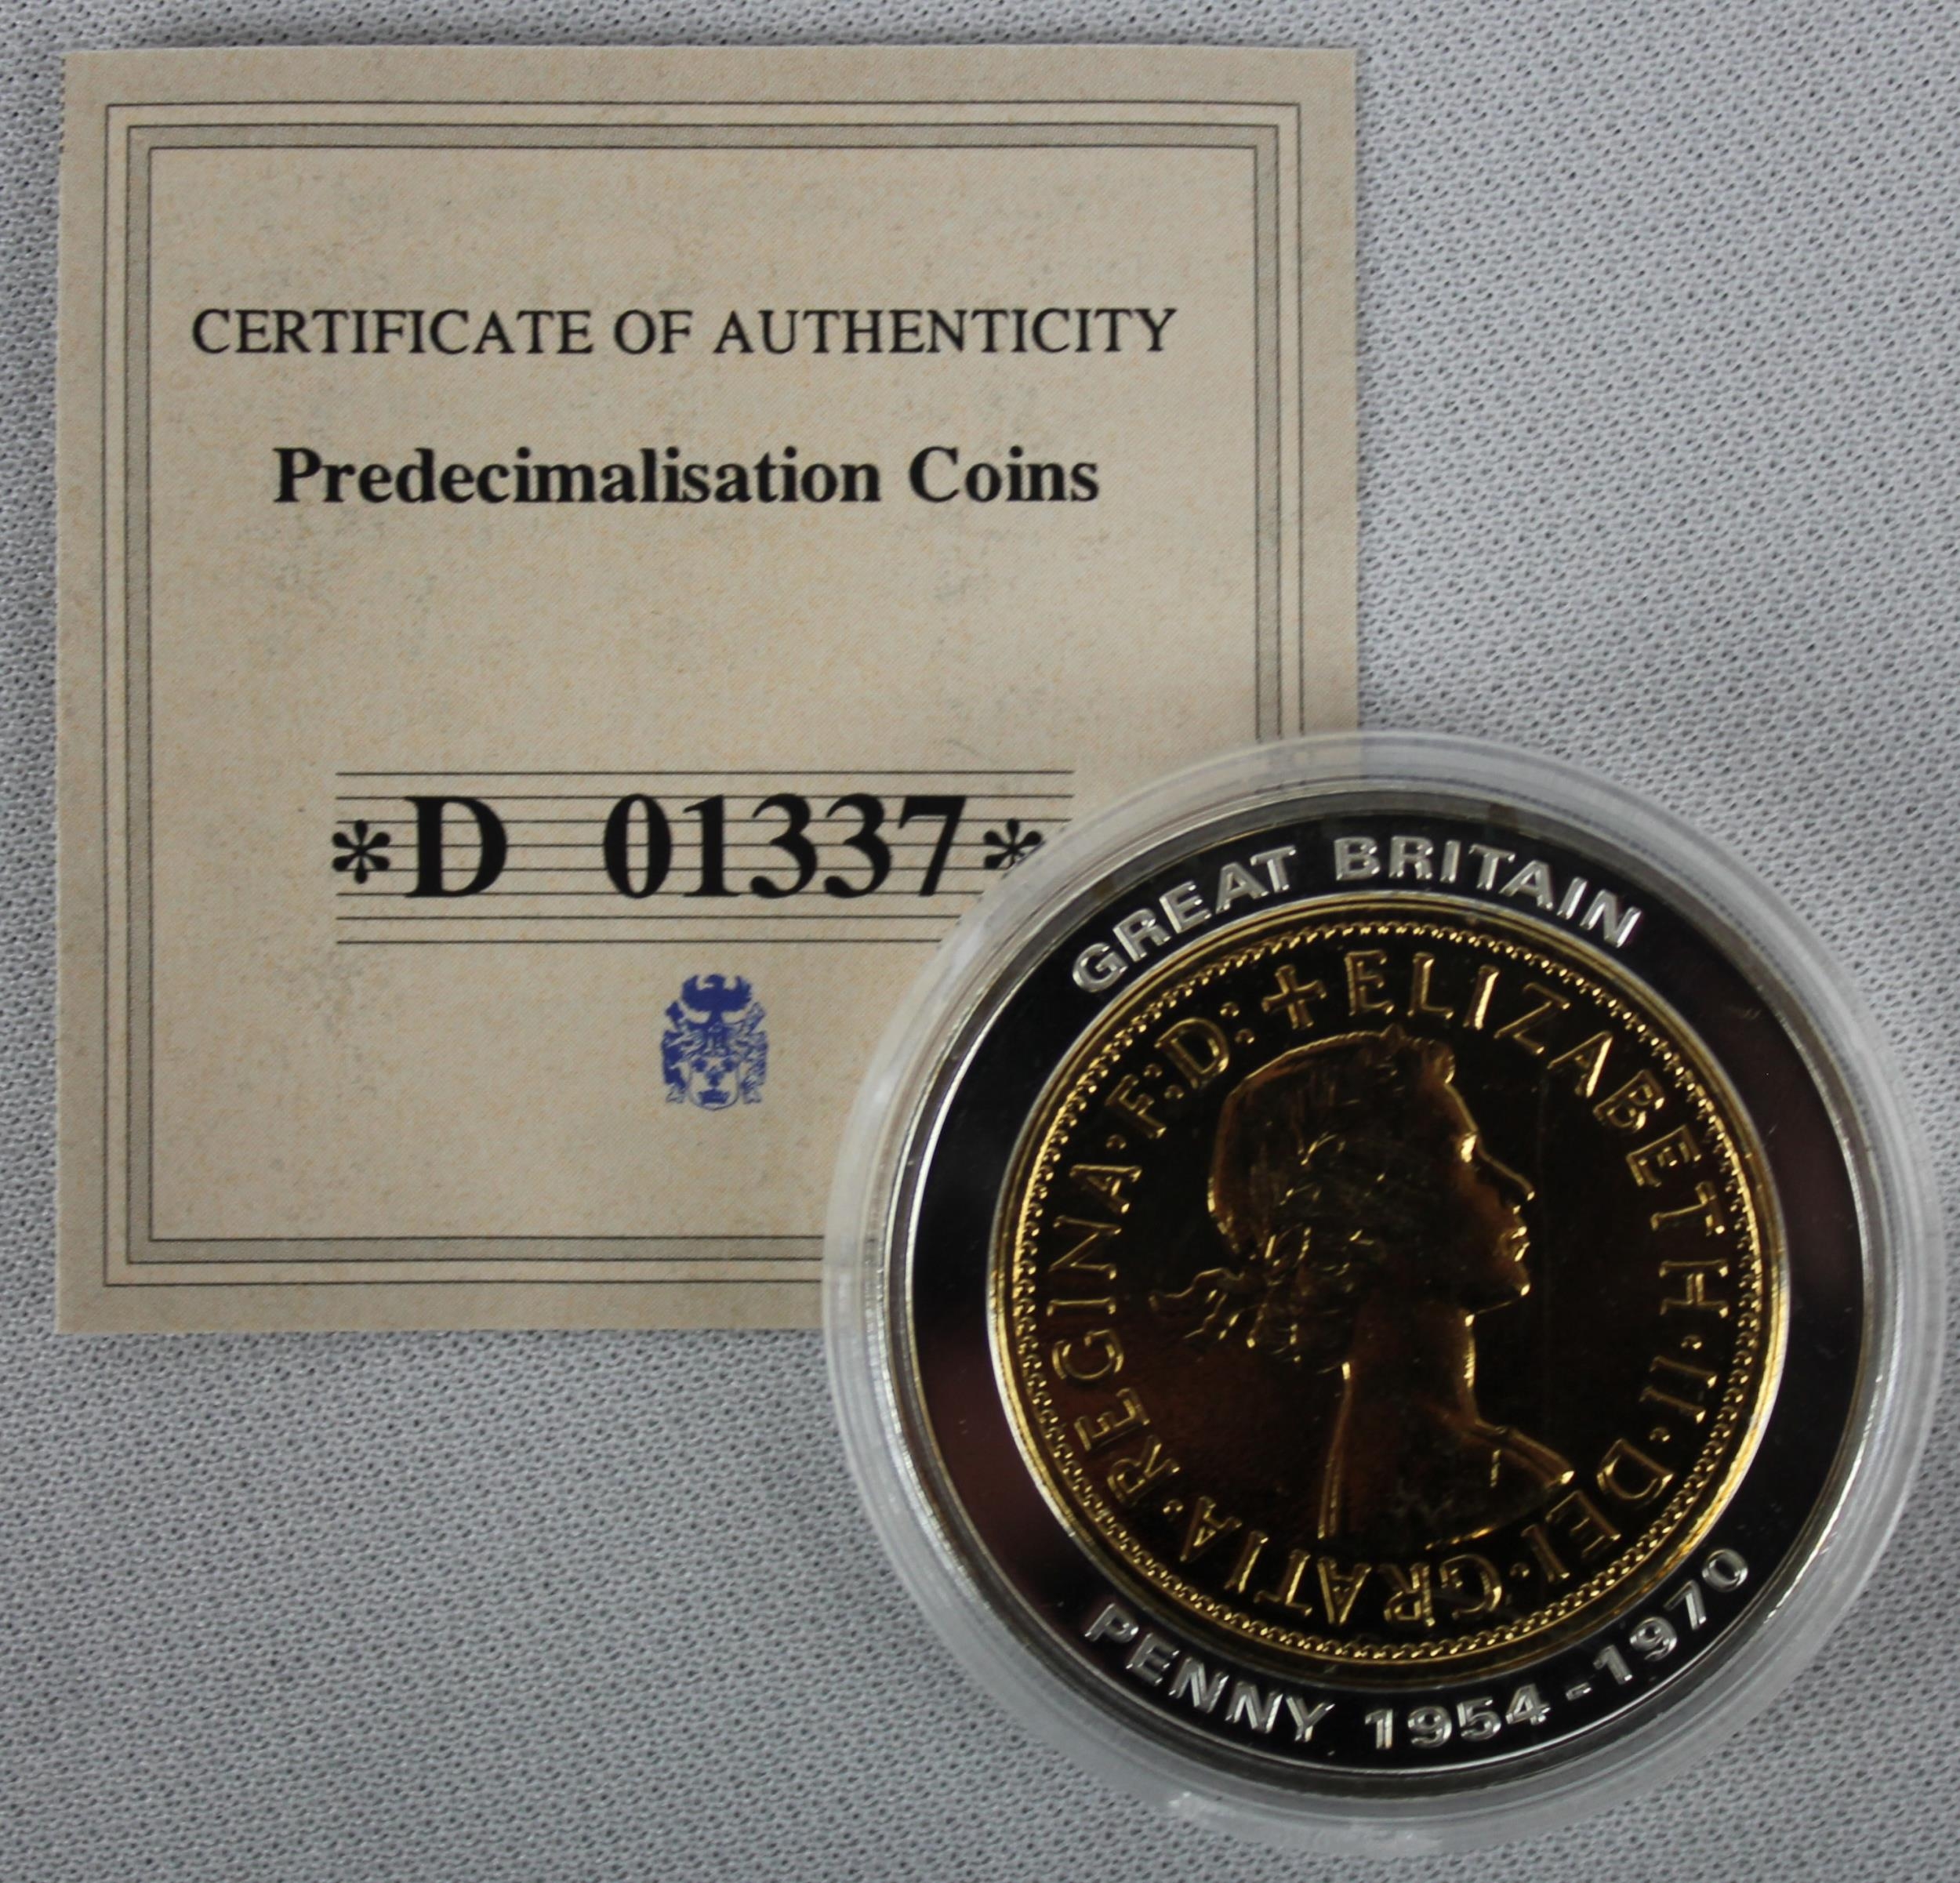 CERTIFICATE OF AUTHENTICITY
Predecimalisation Coins
*D 01337*
GREAT BRITAIN
+ELIZABETH·II·DEI·GRATIA·REGINA·F:D:
PENNY 1954-1970